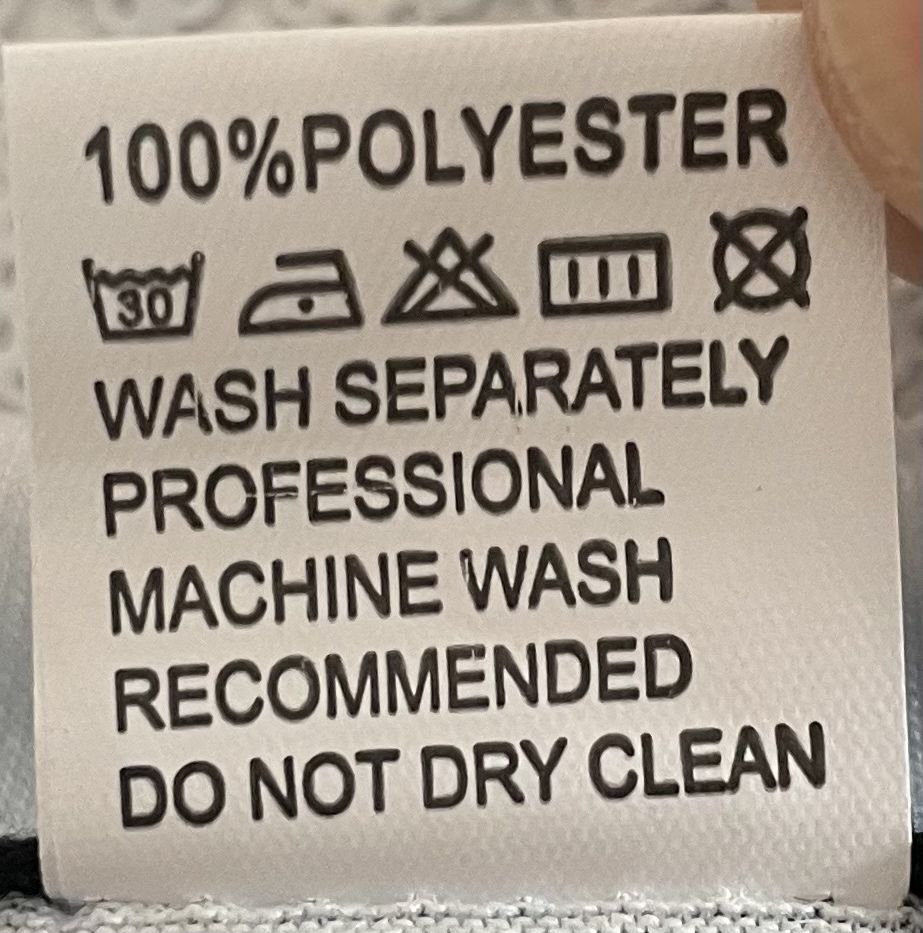 100%POLYESTER
30
WASH SEPARATELY
PROFESSIONAL
MACHINE WASH
RECOMMENDED
DO NOT DRY CLEAN